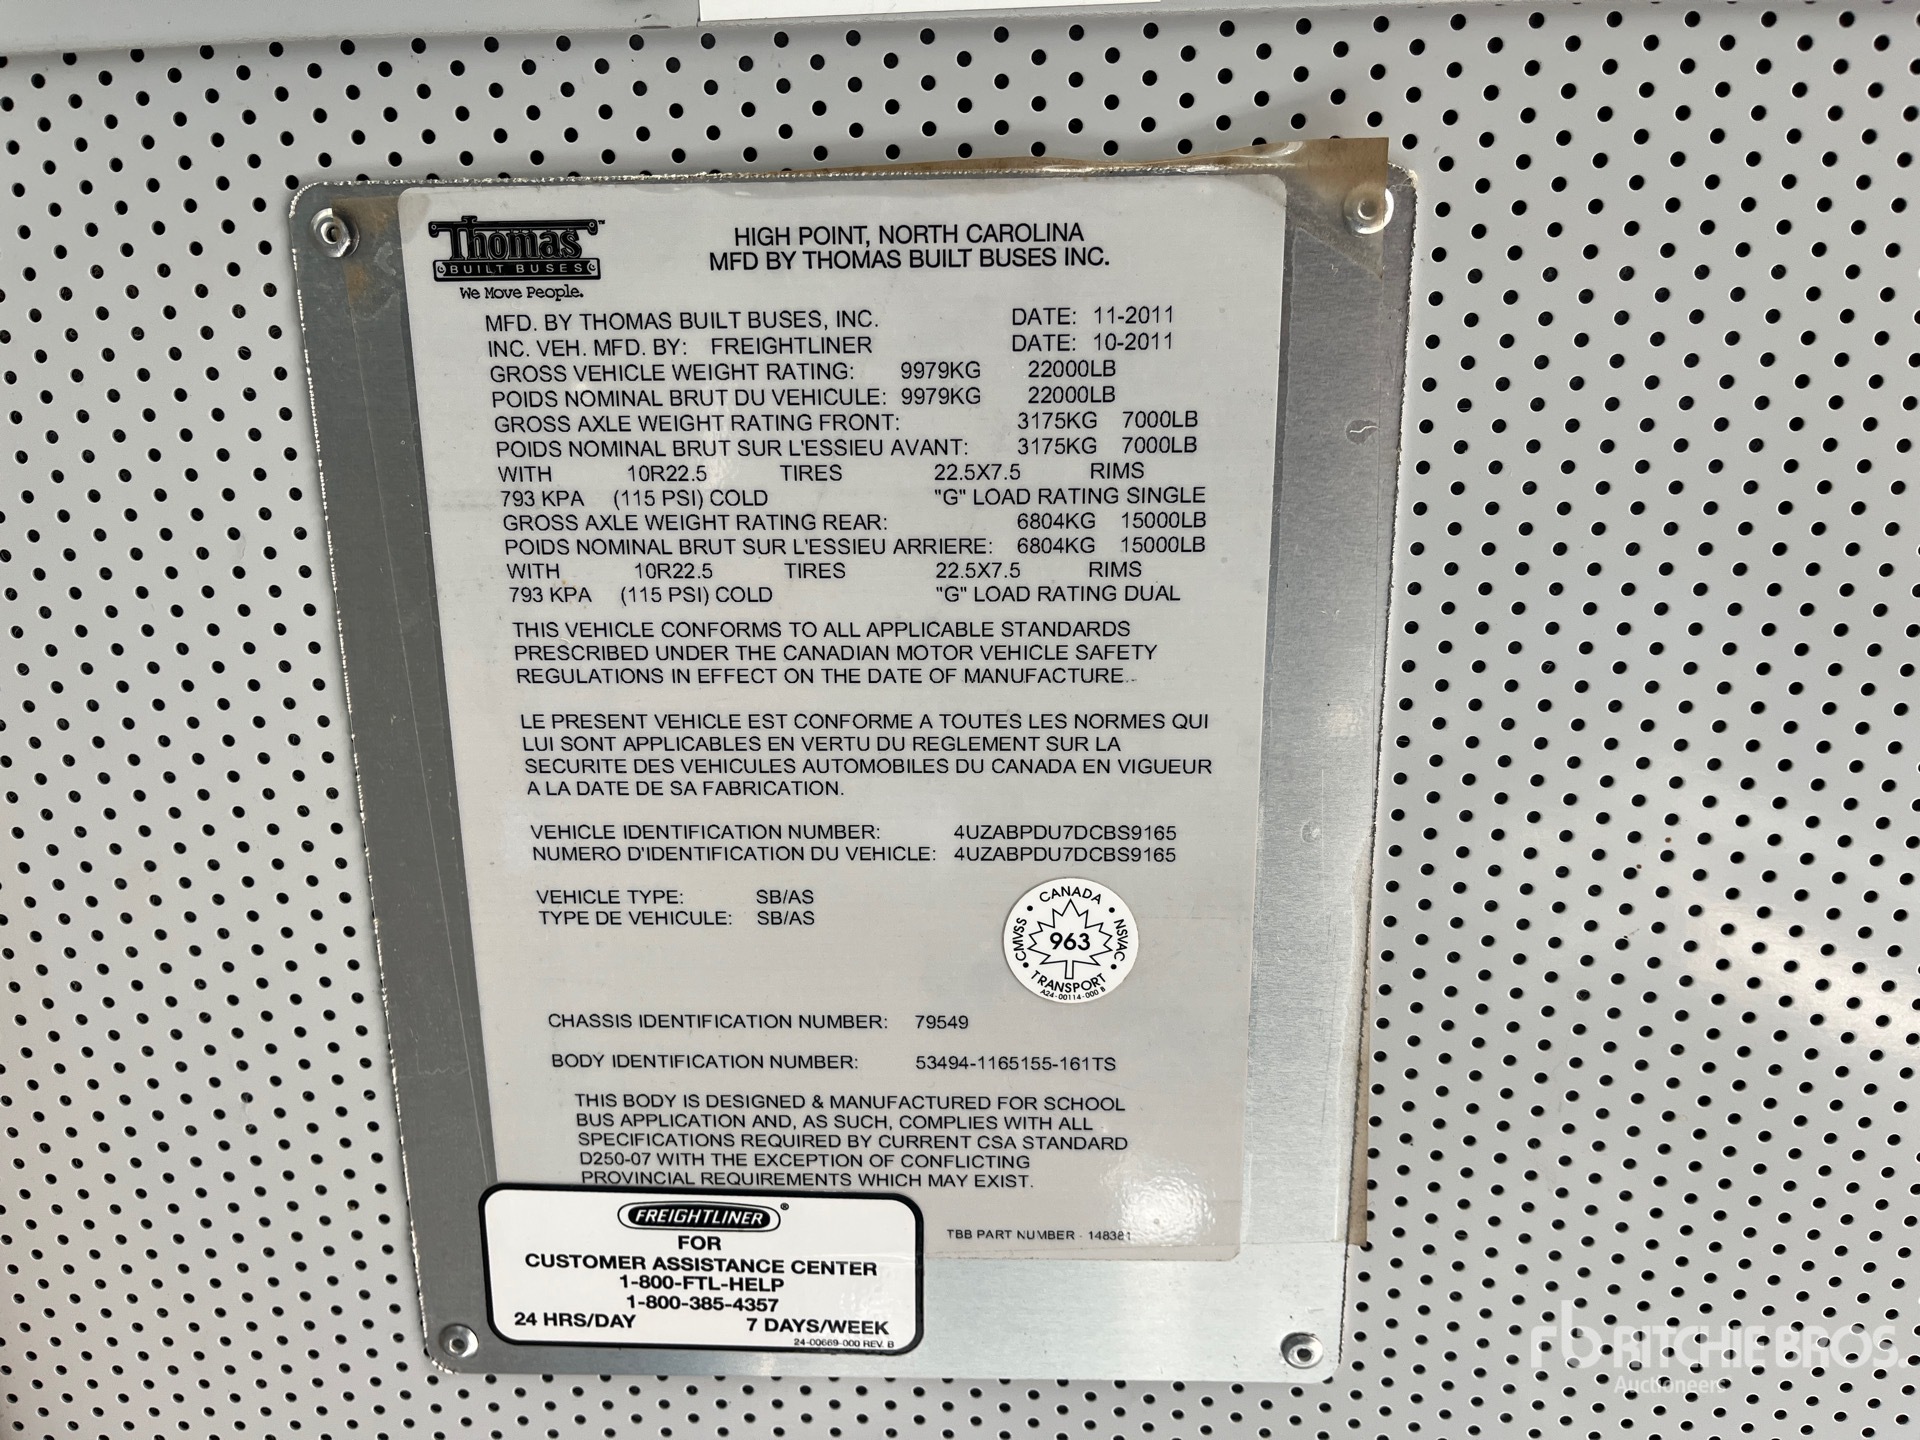 Thomas™
BUILT BUSES
We Move People.
HIGH POINT, NORTH CAROLINA
MFD BY THOMAS BUILT BUSES INC.
MFD. BY THOMAS BUILT BUSES, INC. DATE: 11-2011
INC. VEH. MFD. BY: FREIGHTLINER DATE: 10-2011
GROSS VEHICLE WEIGHT RATING: 9979KG 22000LB
POIDS NOMINAL BRUT DU VEHICULE: 9979KG 22000LB
GROSS AXLE WEIGHT RATING FRONT: 3175KG 7000LB
POIDS NOMINAL BRUT SUR L'ESSIEU AVANT: 3175KG 7000LB
WITH 10R22.5 TIRES 22.5X7.5 RIMS
793 KPA (115 PSI) COLD "G" LOAD RATING SINGLE
GROSS AXLE WEIGHT RATING REAR: 6804KG 15000LB
POIDS NOMINAL BRUT SUR L'ESSIEU ARRIERE: 6804KG 15000LB
WITH 10R22.5 TIRES 22.5X7.5 RIMS
793 KPA (115 PSI) COLD "G" LOAD RATING DUAL
THIS VEHICLE CONFORMS TO ALL APPLICABLE STANDARDS
PRESCRIBED UNDER THE CANADIAN MOTOR VEHICLE SAFETY
REGULATIONS IN EFFECT ON THE DATE OF MANUFACTURE.
LE PRESENT VEHICLE EST CONFORME A TOUTES LES NORMES QUI
LUI SONT APPLICABLES EN VERTU DU REGLEMENT SUR LA
SECURITE DES VEHICULES AUTOMOBILES DU CANADA EN VIGUEUR
A LA DATE DE SA FABRICATION.
VEHICLE IDENTIFICATION NUMBER: 4UZABPDU7DCBS9165
NUMERO D'IDENTIFICATION DU VEHICLE: 4UZABPDU7DCBS9165
VEHICLE TYPE: SB/AS
TYPE DE VEHICULE: SB/AS
CANADA
CMVSS 963 NSVAC
TRANSPORT
A24-00114-000 B
CHASSIS IDENTIFICATION NUMBER: 79549
BODY IDENTIFICATION NUMBER: 53494-1165155-161TS
THIS BODY IS DESIGNED & MANUFACTURED FOR SCHOOL
BUS APPLICATION AND, AS SUCH, COMPLIES WITH ALL
SPECIFICATIONS REQUIRED BY CURRENT CSA STANDARD
D250-07 WITH THE EXCEPTION OF CONFLICTING
PROVINCIAL REQUIREMENTS WHICH MAY EXIST.
TBB PART NUMBER - 148381
FREIGHTLINER®
FOR
CUSTOMER ASSISTANCE CENTER
1-800-FTL-HELP
1-800-385-4357
24 HRS/DAY 7 DAYS/WEEK
24-00669-000 REV. B
rb RITCHIE BROS.
Auctioneers